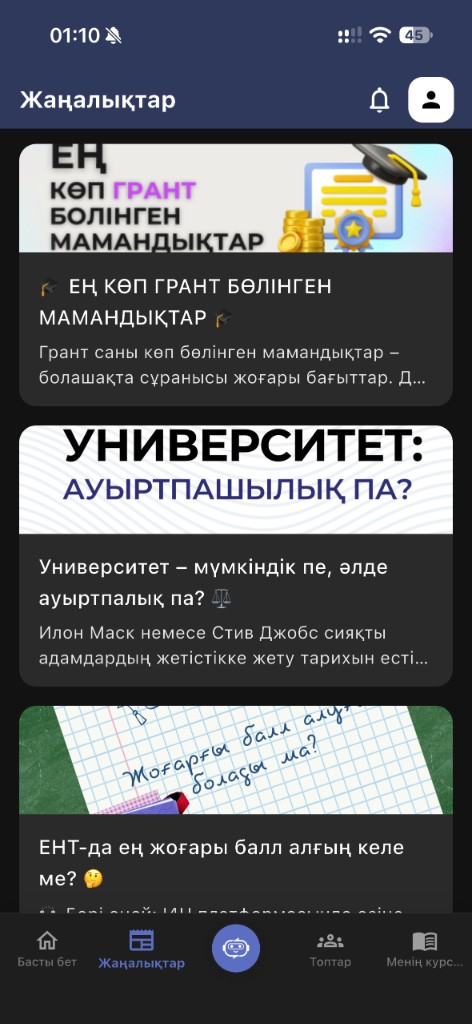 01:10
45
Жаңалықтар
ЕҢ
КӨП ГРАНТ
БӨЛІНГЕН
МАМАНДЫҚТАР
🎓 ЕҢ КӨП ГРАНТ БӨЛІНГЕН
МАМАНДЫҚТАР 🎓
Грант саны көп бөлінген мамандықтар –
болашақта сұранысы жоғары бағыттар. Д...
УНИВЕРСИТЕТ:
АУЫРТПАШЫЛЫҚ ПА?
Университет – мүмкіндік пе, әлде
ауыртпалық па? ⚖️
Илон Маск немесе Стив Джобс сияқты
адамдардың жетістікке жету тарихын есті...
Жоғарғы балл алуға
болады ма?
ЕНТ-да ең жоғары балл алғың келе
ме? 🤔
Басты бет
Жаңалықтар
Топтар
Менің курс...